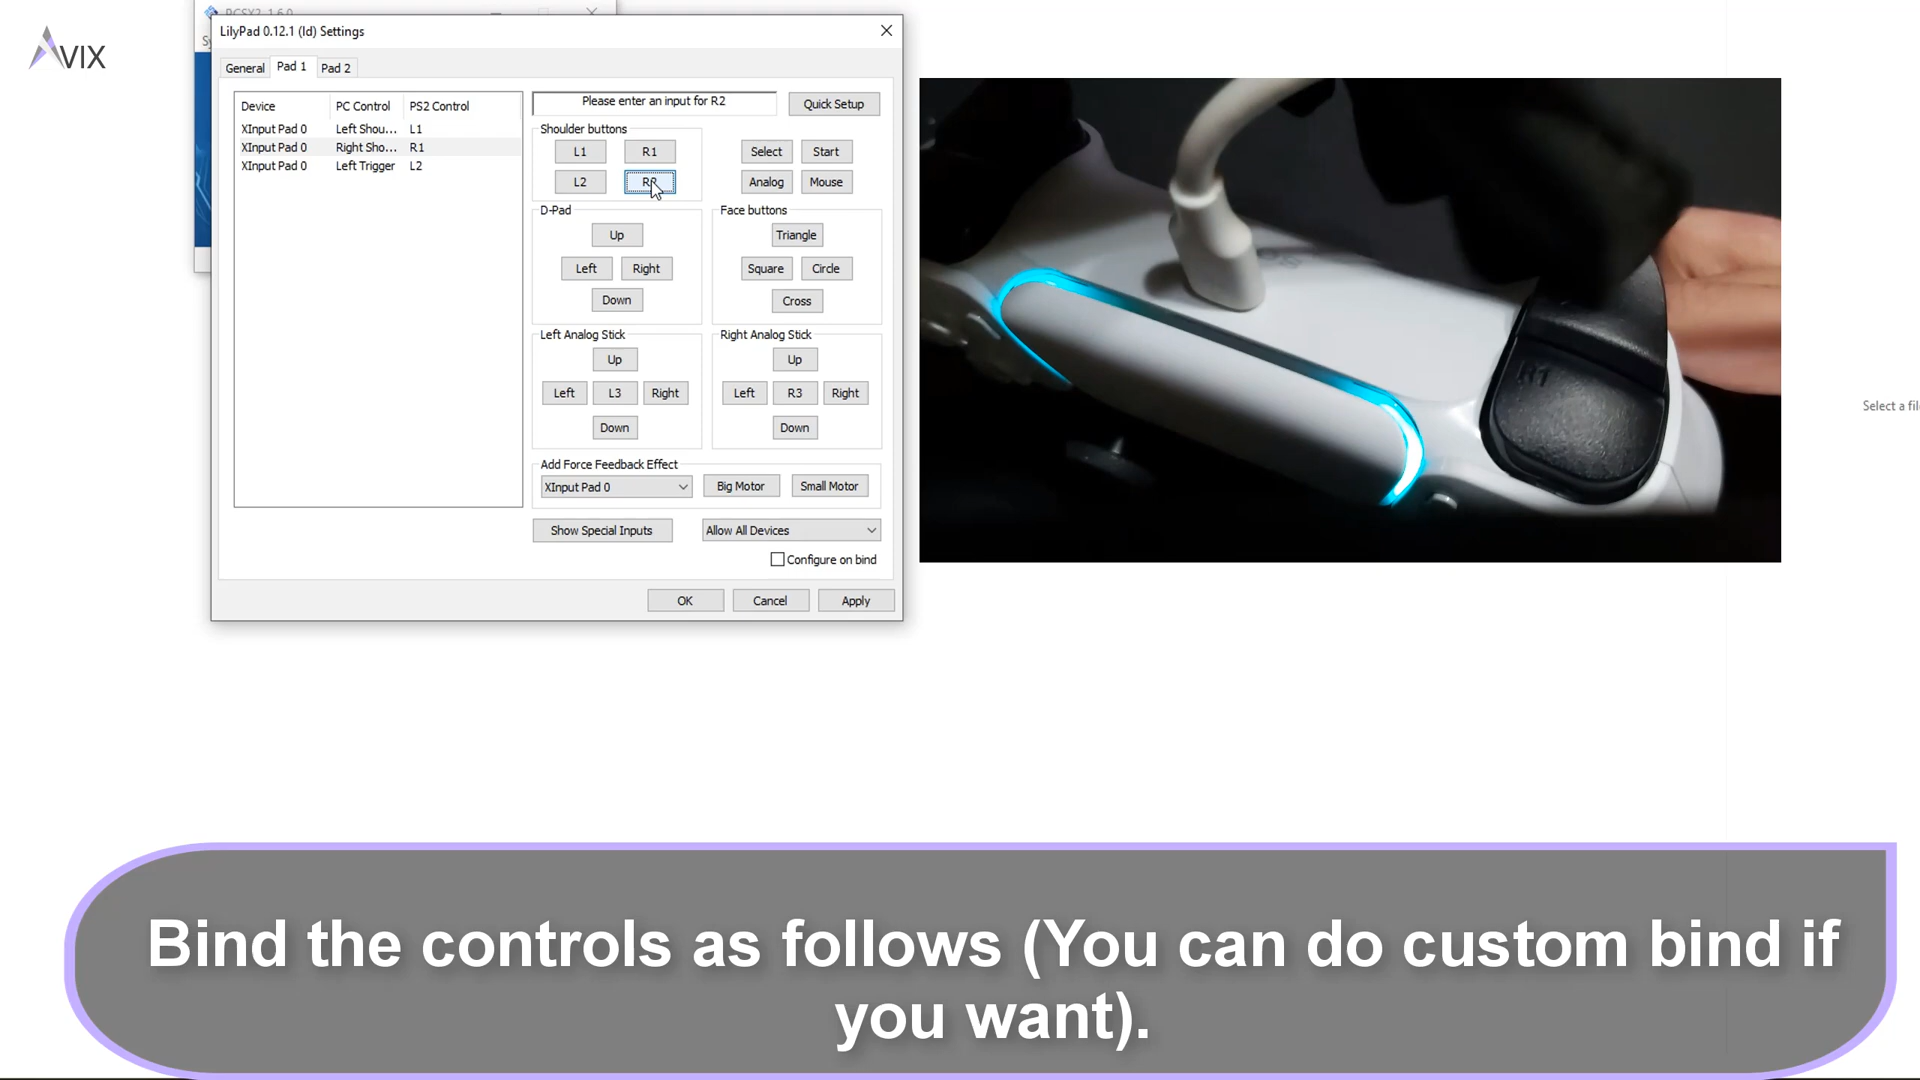 VIX
LilyPad 0.12.1 (ld) Settings
General Pad 1 Pad 2
Device PC Control PS2 Control
XInput Pad 0 Left Shou... L1
XInput Pad 0 Right Sho... R1
XInput Pad 0 Left Trigger L2
Please enter an input for R2
Quick Setup
Shoulder buttons
L1 R1
L2
Select Start
Analog Mouse
D-Pad
Up
Left Right
Down
Face buttons
Triangle
Square Circle
Cross
Left Analog Stick
Up
Left L3 Right
Down
Right Analog Stick
Up
Left R3 Right
Down
Add Force Feedback Effect
XInput Pad 0 Big Motor Small Motor
Show Special Inputs Allow All Devices
Configure on bind
OK Cancel Apply
R1
Select a fil
Bind the controls as follows (You can do custom bind if
you want).